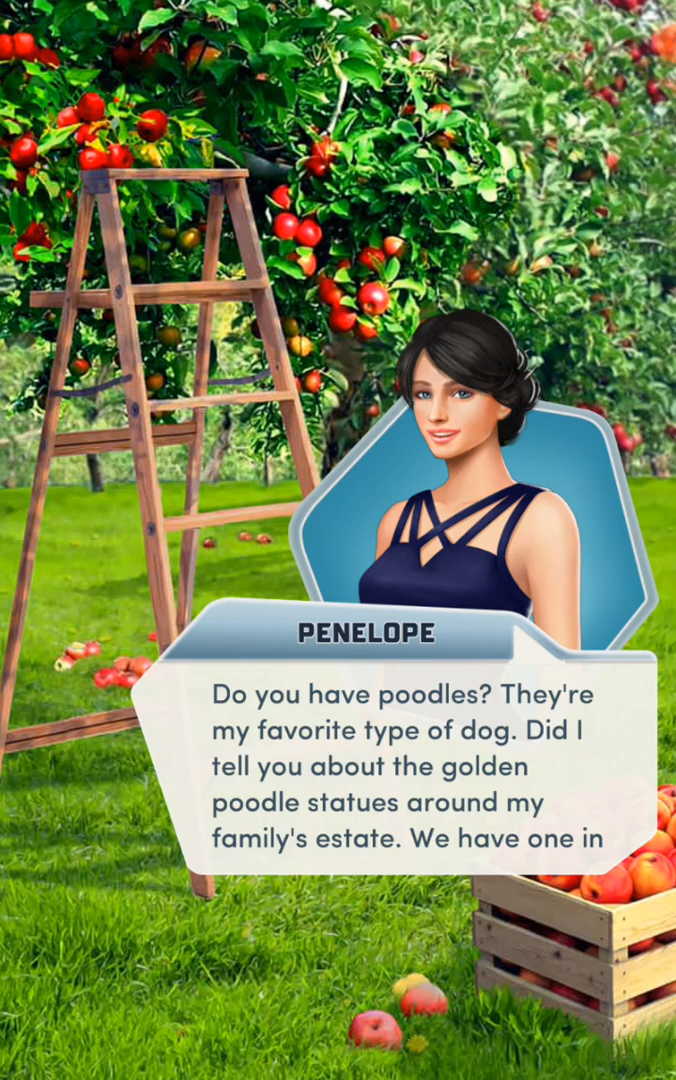 PENELOPE
Do you have poodles? They're
my favorite type of dog. Did I
tell you about the golden
poodle statues around my
family's estate. We have one in